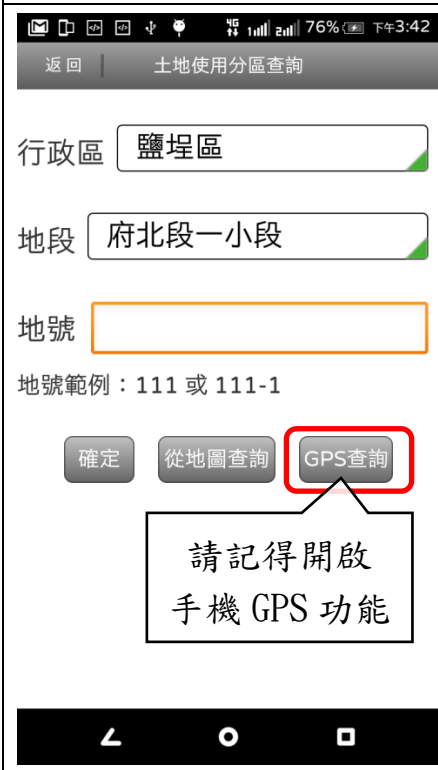 4G 1 2 76% 下午3:42
返回 土地使用分區查詢
行政區 鹽埕區
地段 府北段一小段
地號
地號範例：111 或 111-1
確定 從地圖查詢 GPS查詢
請記得開啟
手機 GPS 功能